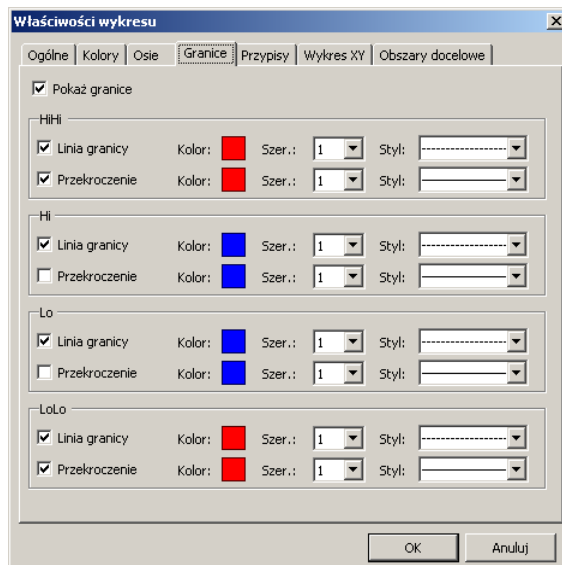 Właściwości wykresu
Ogólne Kolory Osie Granice Przypisy Wykres XY Obszary docelowe
Pokaż granice
HiHi
Linia granicy Kolor: Szer.: 1 Styl:
Przekroczenie Kolor: Szer.: 1 Styl:
Hi
Linia granicy Kolor: Szer.: 1 Styl:
Przekroczenie Kolor: Szer.: 1 Styl:
Lo
Linia granicy Kolor: Szer.: 1 Styl:
Przekroczenie Kolor: Szer.: 1 Styl:
LoLo
Linia granicy Kolor: Szer.: 1 Styl:
Przekroczenie Kolor: Szer.: 1 Styl:
OK Anuluj